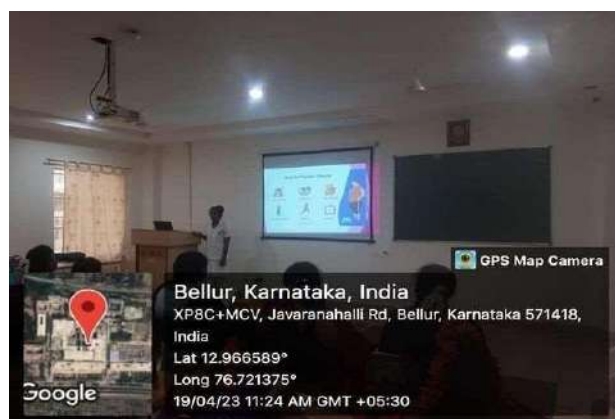 GPS Map Camera
Bellur, Karnataka, India
XP8C+MCV, Javaranahalli Rd, Bellur, Karnataka 571418,
India
Lat 12.966589°
Long 76.721375°
19/04/23 11:24 AM GMT +05:30
Google